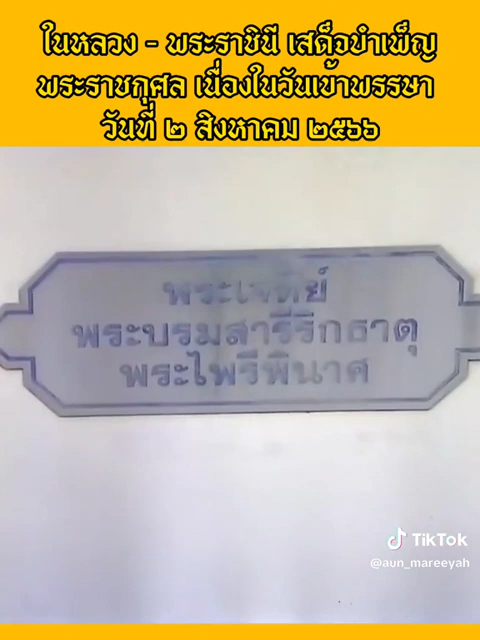 ในหลวง - พระราชินี เสด็จบำเพ็ญ
พระราชกุศล เนื่องในวันเข้าพรรษา
วันที่ ๒ สิงหาคม ๒๕๖๖
พระเจดีย์
พระบรมสารีริกธาตุ
พระไพรีพินาศ
TikTok
@aun_mareeyah